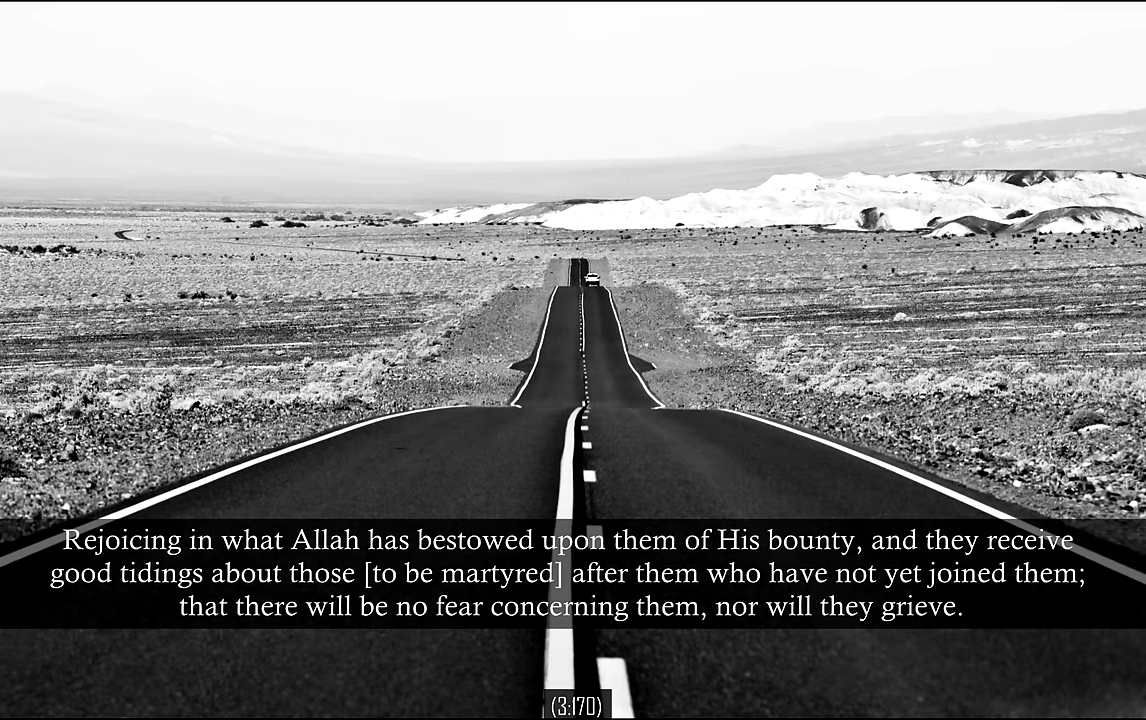 Rejoicing in what Allah has bestowed upon them of His bounty, and they receive
good tidings about those [to be martyred] after them who have not yet joined them;
that there will be no fear concerning them, nor will they grieve.
(3:170)